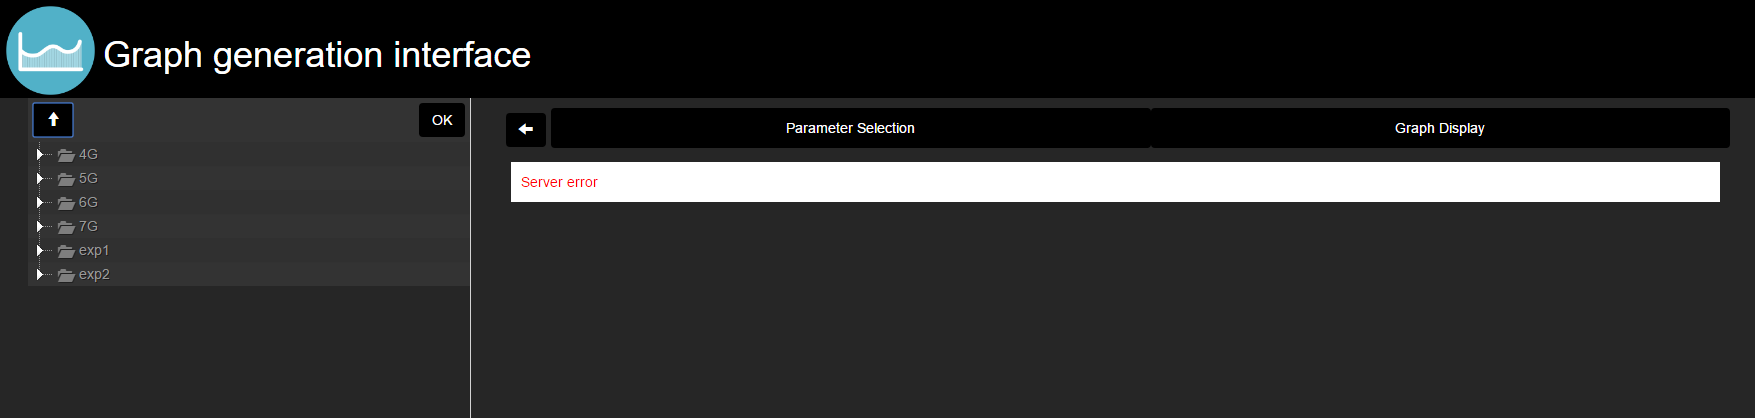 Graph generation interface
OK
4G
5G
6G
7G
exp1
exp2
Parameter Selection
Graph Display
Server error